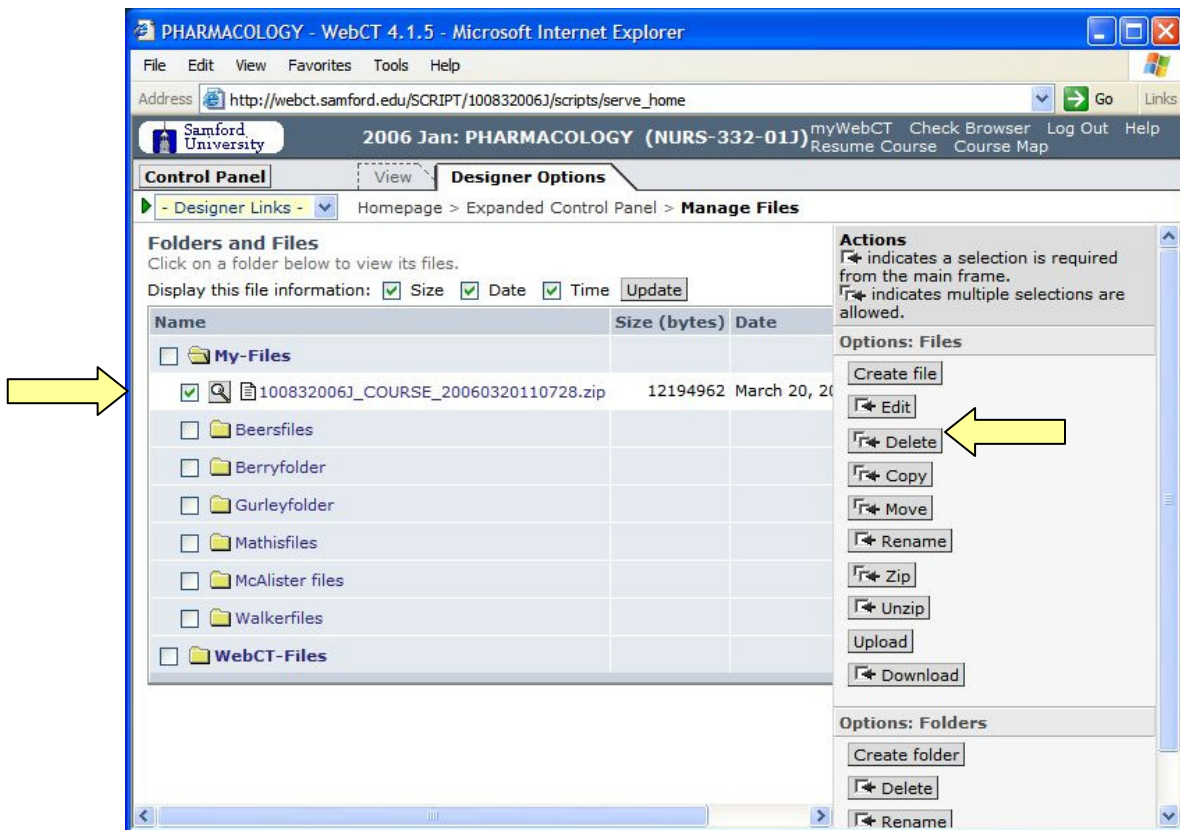 PHARMACOLOGY - WebCT 4.1.5 - Microsoft Internet Explorer
File Edit View Favorites Tools Help
Address http://webct.samford.edu/SCRIPT/100832006J/scripts/serve_home Go Links
Samford University
2006 Jan: PHARMACOLOGY (NURS-332-01J)
myWebCT Check Browser Log Out Help
Resume Course Course Map
Control Panel View Designer Options
- Designer Links - Homepage > Expanded Control Panel > Manage Files
Folders and Files
Click on a folder below to view its files.
Display this file information: Size Date Time Update
Name Size (bytes) Date
My-Files
100832006J_COURSE_20060320110728.zip 12194962 March 20, 20
Beersfiles
Berryfolder
Gurleyfolder
Mathisfiles
McAlister files
Walkerfiles
WebCT-Files
Actions
indicates a selection is required
from the main frame.
indicates multiple selections are
allowed.
Options: Files
Create file
Edit
Delete
Copy
Move
Rename
Zip
Unzip
Upload
Download
Options: Folders
Create folder
Delete
Rename